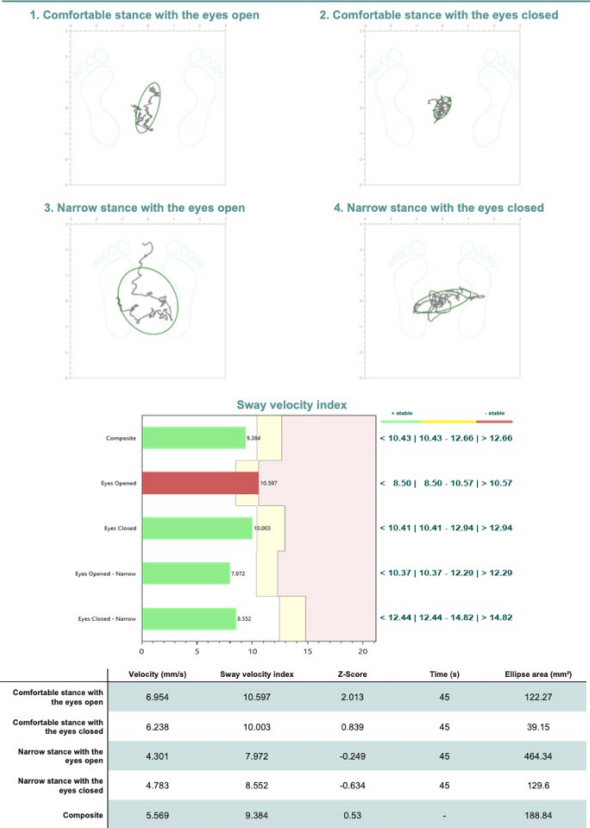 1. Comfortable stance with the eyes open
2. Comfortable stance with the eyes closed
3. Narrow stance with the eyes open
4. Narrow stance with the eyes closed
Sway velocity index
+ stable
- stable
Composite
9.384
< 10.43 | 10.43 - 12.66 | > 12.66
Eyes Opened
10.597
< 8.50 | 8.50 - 10.57 | > 10.57
Eyes Closed
10.003
< 10.41 | 10.41 - 12.94 | > 12.94
Eyes Opened - Narrow
7.972
< 10.37 | 10.37 - 12.29 | > 12.29
Eyes Closed - Narrow
8.552
< 12.44 | 12.44 - 14.82 | > 14.82
0 5 10 15 20
Velocity (mm/s) Sway velocity index Z-Score Time (s) Ellipse area (mm²)
Comfortable stance with
the eyes open
6.954 10.597 2.013 45 122.27
Comfortable stance with
the eyes closed
6.238 10.003 0.839 45 39.15
Narrow stance with the
eyes open
4.301 7.972 -0.249 45 464.34
Narrow stance with the
eyes closed
4.783 8.552 -0.634 45 129.6
Composite 5.569 9.384 0.53 - 188.84